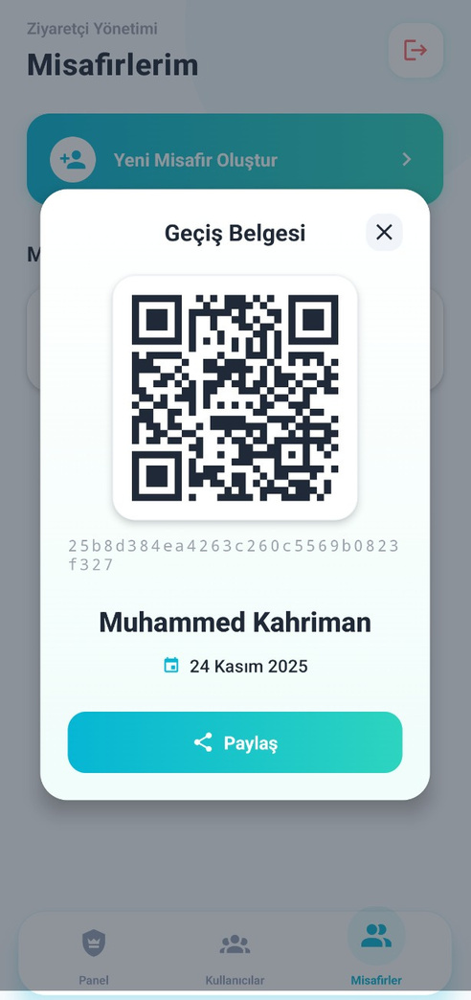 Ziyaretçi Yönetimi
Misafirlerim
Yeni Misafir Oluştur
M
Geçiş Belgesi
25b8d384ea4263c260c5569b0823
f327
Muhammed Kahriman
24 Kasım 2025
Paylaş
Panel
Kullanıcılar
Misafirler